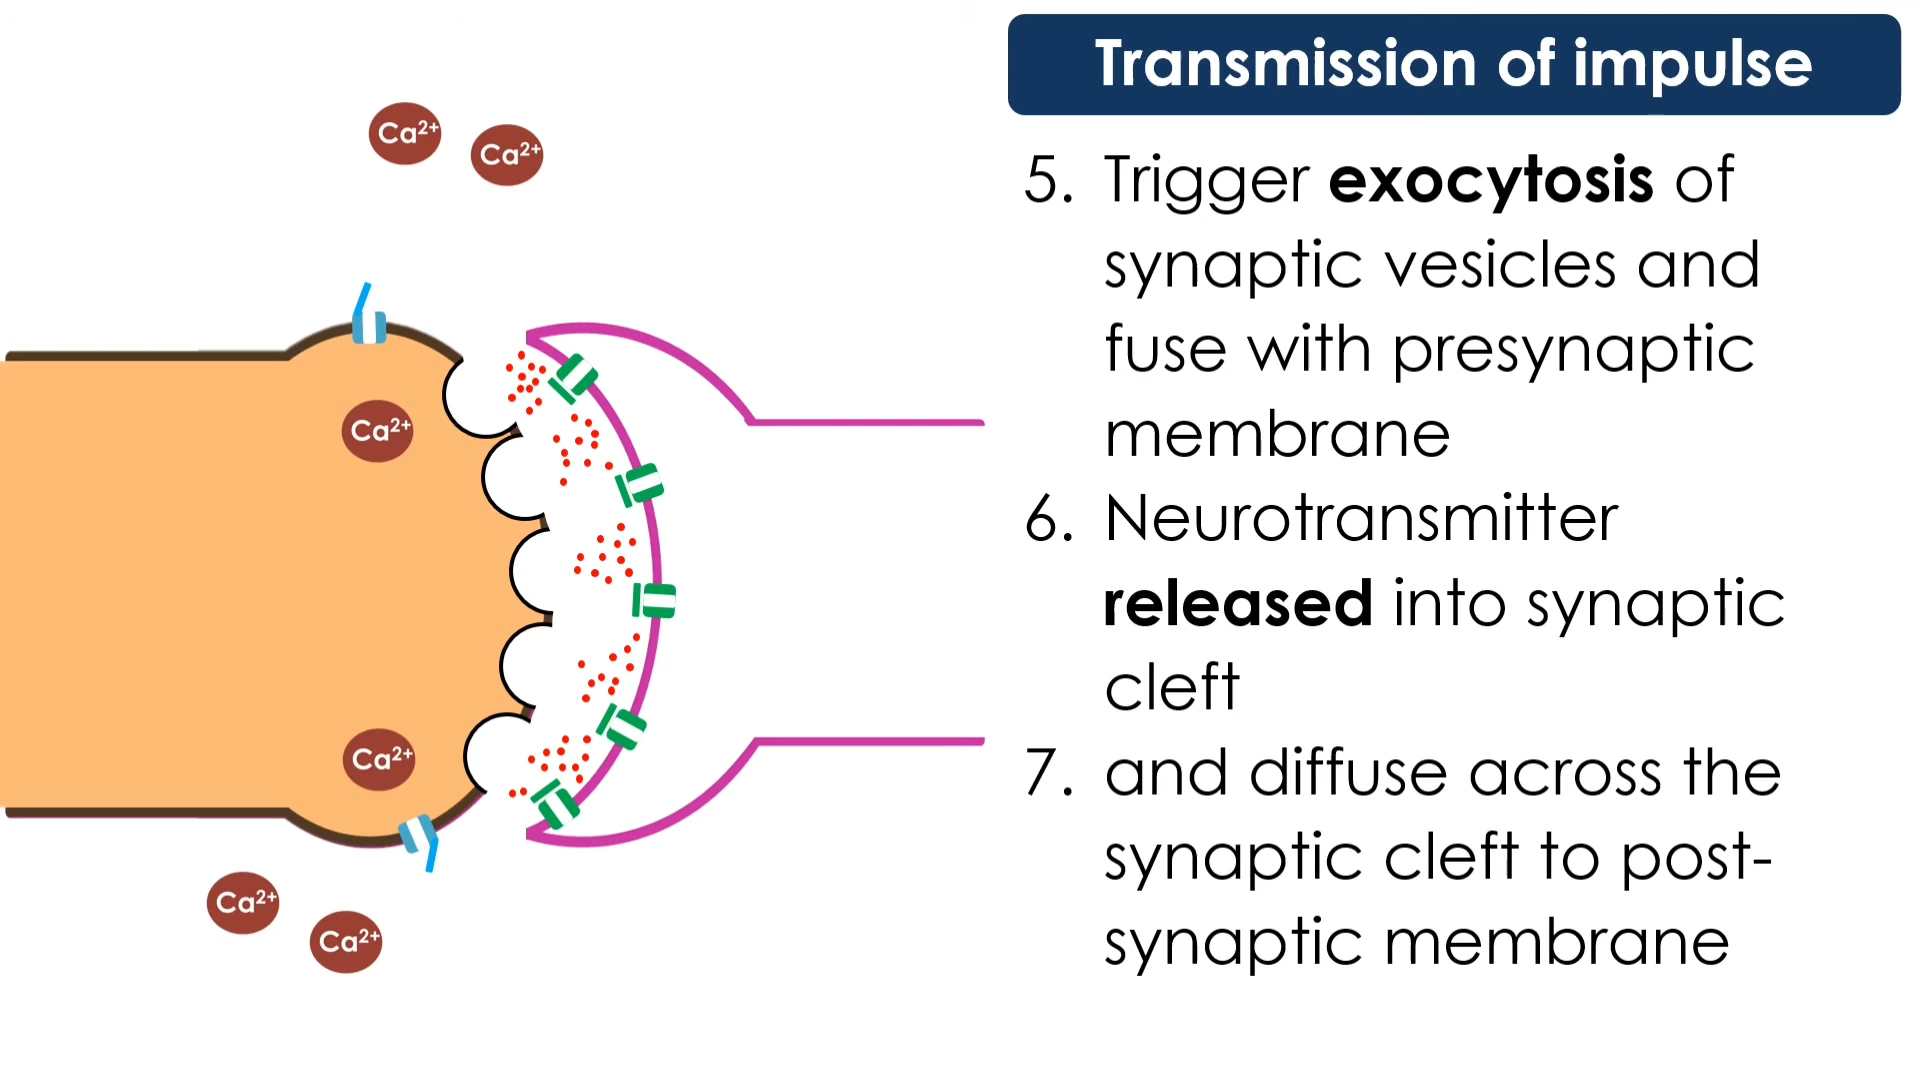 Transmission of impulse
Ca²⁺
Ca²⁺
5. Trigger exocytosis of
synaptic vesicles and
fuse with presynaptic
membrane
Ca²⁺
6. Neurotransmitter
released into synaptic
cleft
Ca²⁺
7. and diffuse across the
synaptic cleft to post-
synaptic membrane
Ca²⁺
Ca²⁺